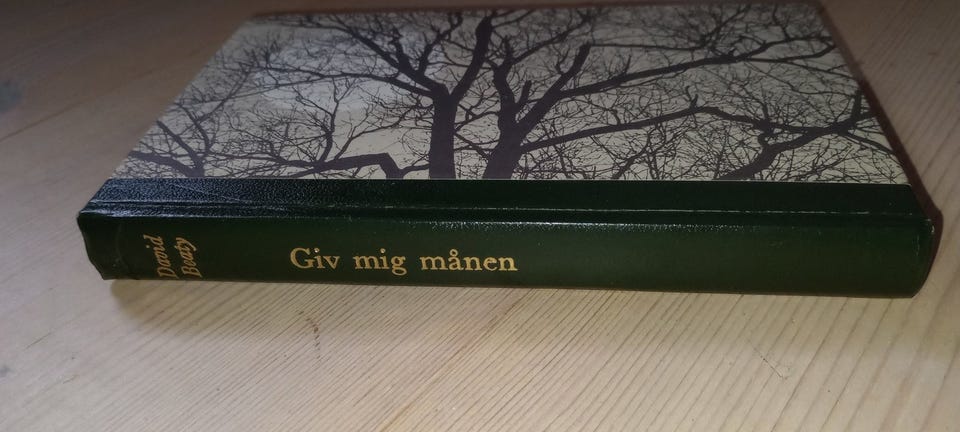 David
Beaty
Giv mig månen